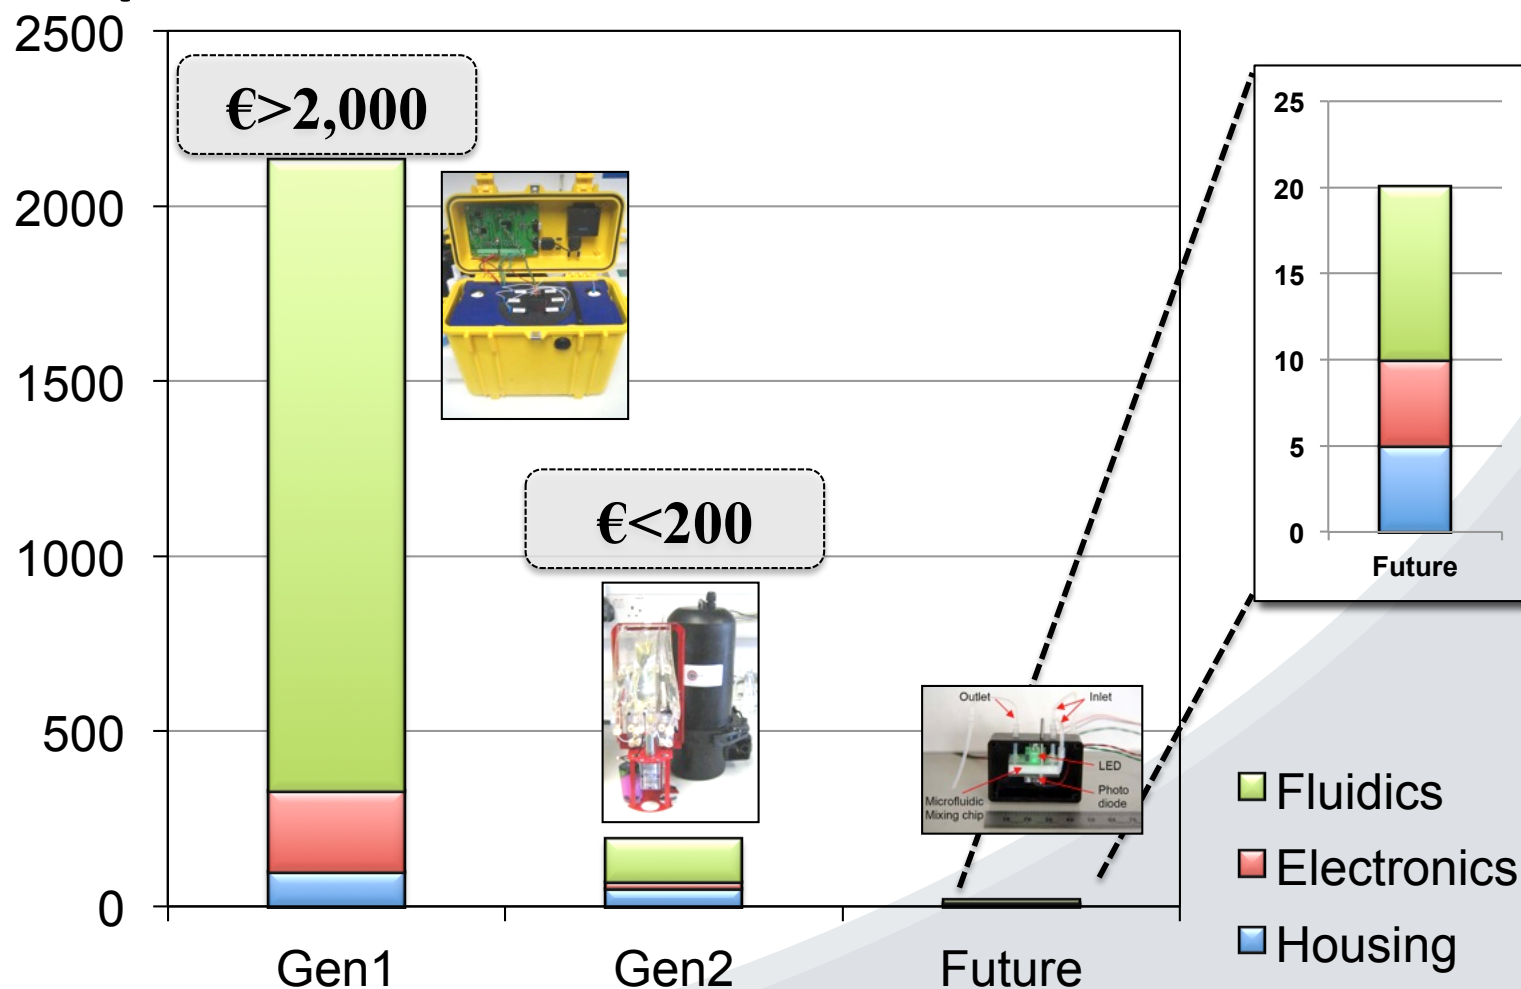 2500
2000
1500
1000
500
0
€>2,000
€<200
Gen1
Gen2
Future
Outlet
Inlet
LED
Photo
diode
Microfluidic
Mixing chip
25
20
15
10
5
0
Future
Fluidics
Electronics
Housing